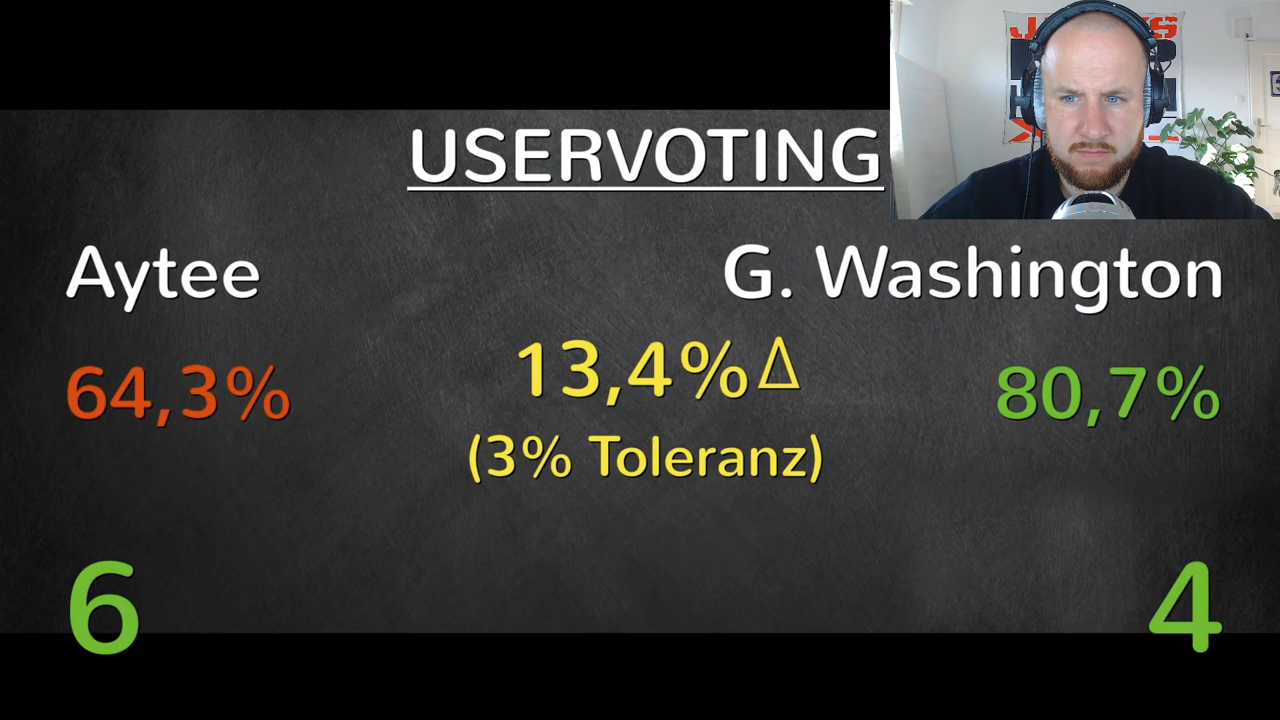 USERVOTING
Aytee
G. Washington
64,3%
13,4% Δ
80,7%
(3% Toleranz)
6
4